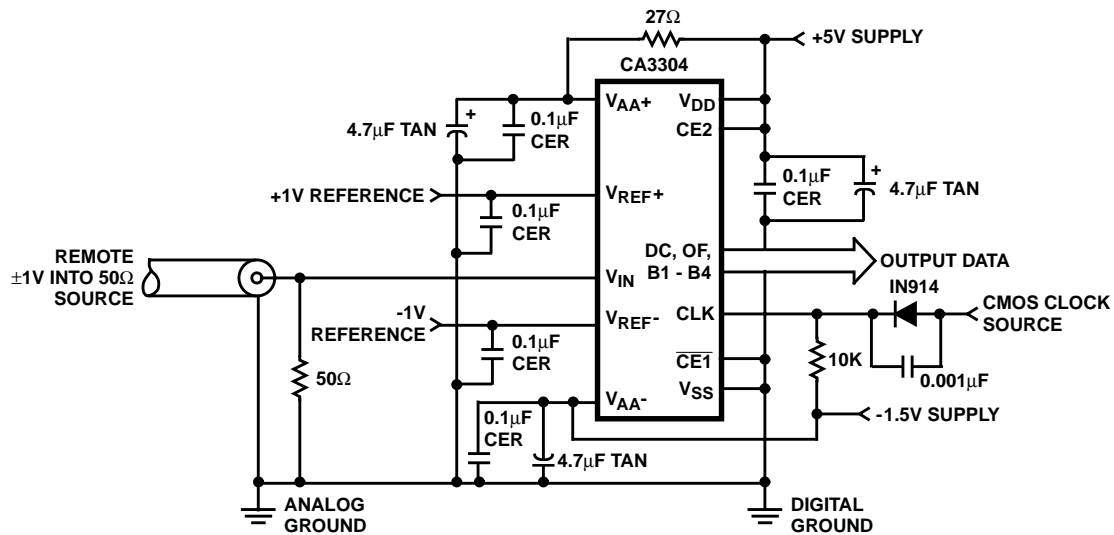 27Ω
+5V SUPPLY
CA3304
4.7µF TAN
+
0.1µF
CER
VAA+
VDD
CE2
0.1µF
CER
+
4.7µF TAN
+1V REFERENCE
0.1µF
CER
VREF+
REMOTE
±1V INTO 50Ω
SOURCE
VIN
DC, OF,
B1 - B4
OUTPUT DATA
-1V
REFERENCE
VREF-
CLK
IN914
CMOS CLOCK
SOURCE
0.1µF
CER
50Ω
CE1
10K
0.001µF
VAA-
VSS
-1.5V SUPPLY
0.1µF
CER
4.7µF TAN
+
ANALOG
GROUND
DIGITAL
GROUND